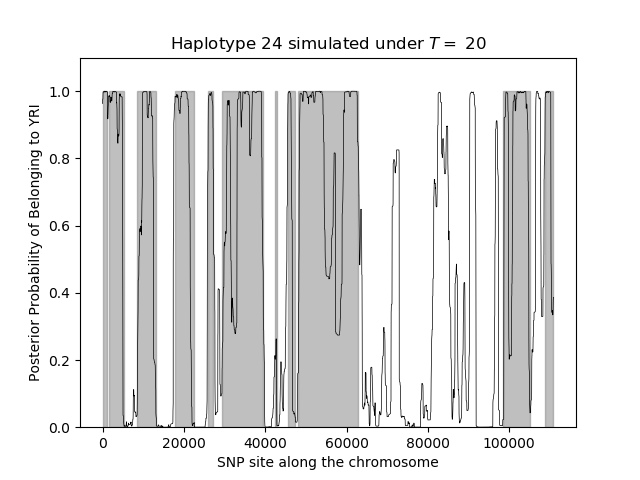 Haplotype 24 simulated under T = 20
Posterior Probability of Belonging to YRI
1.0
0.8
0.6
0.4
0.2
0.0
0 20000 40000 60000 80000 100000
SNP site along the chromosome